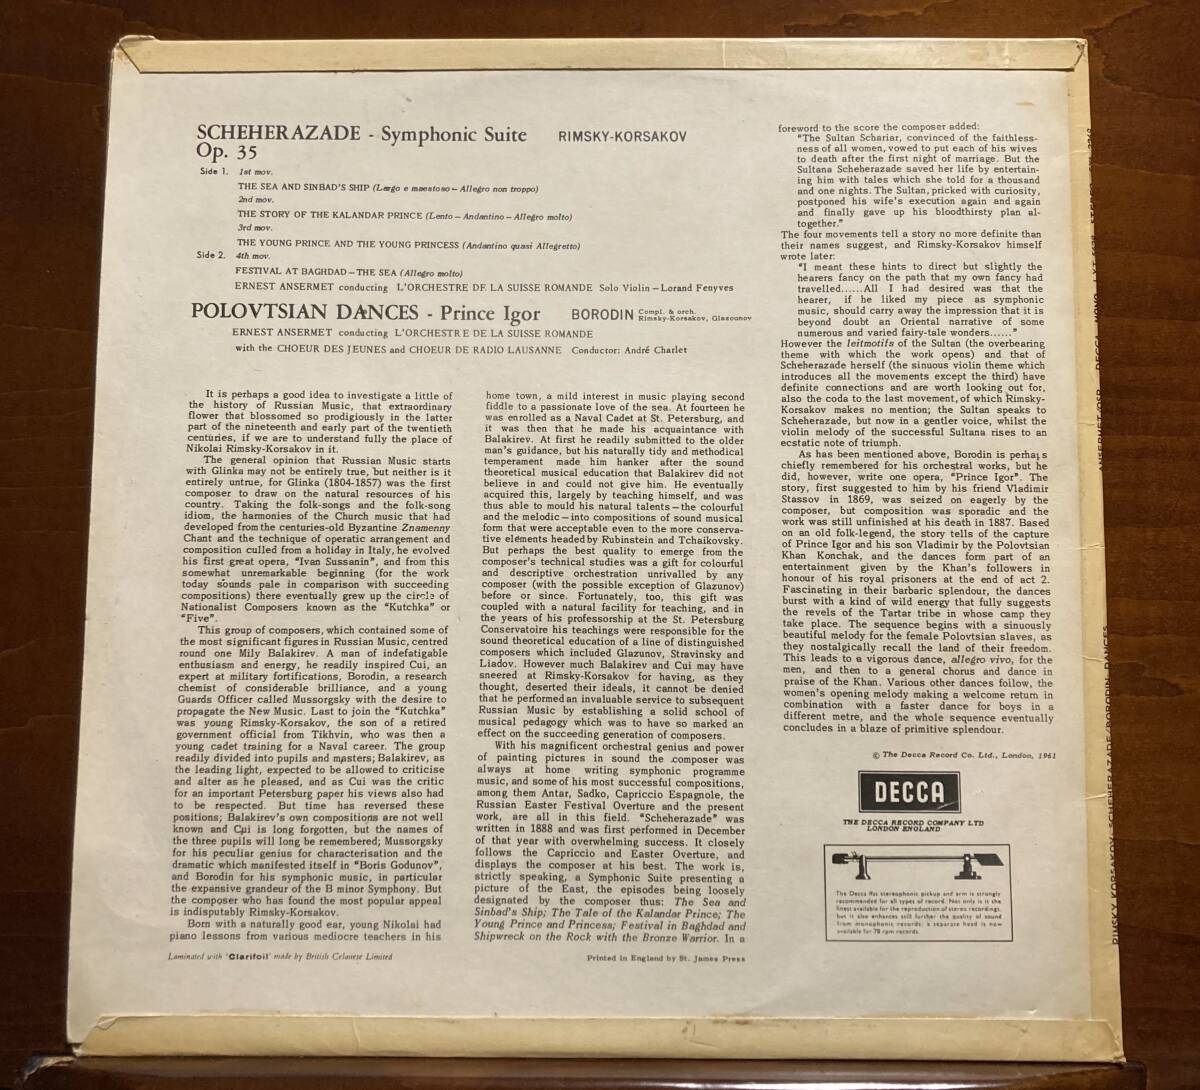 SCHEHERAZADE - Symphonic Suite RIMSKY-KORSAKOV
Op. 35
Side 1. 1st mov.
THE SEA AND SINBAD'S SHIP (Largo e maestoso – Allegro non troppo)
2nd mov.
THE STORY OF THE KALANDAR PRINCE (Lento – Andantino – Allegro molto)
3rd mov.
THE YOUNG PRINCE AND THE YOUNG PRINCESS (Andantino quasi Allegretto)
Side 2. 4th mov.
FESTIVAL AT BAGHDAD – THE SEA (Allegro molto)
ERNEST ANSERMET conducting L'ORCHESTRE DE LA SUISSE ROMANDE Solo Violin – Lorand Fenyves
POLOVTSIAN DANCES - Prince Igor BORODIN Compl. & orch.
Rimsky-Korsakov, Glazounov
ERNEST ANSERMET conducting L'ORCHESTRE DE LA SUISSE ROMANDE
with the CHOEUR DES JEUNES and CHOEUR DE RADIO LAUSANNE Conductor: André Charlet
It is perhaps a good idea to investigate a little of
the history of Russian Music, that extraordinary
flower that blossomed so prodigiously in the latter
part of the nineteenth and early part of the twentieth
centuries, if we are to understand fully the place of
Nikolai Rimsky-Korsakov in it.
The general opinion that Russian Music starts
with Glinka may not be entirely true, but neither is it
entirely untrue, for Glinka (1804-1857) was the first
composer to draw on the natural resources of his
country. Taking the folk-songs and the folk-song
idiom, the harmonies of the Church music that had
developed from the centuries-old Byzantine Znamenny
Chant and the technique of operatic arrangement and
composition culled from a holiday in Italy, he evolved
his first great opera, "Ivan Sussanin", and from this
somewhat unremarkable beginning (for the work
today sounds pale in comparison with succeeding
compositions) there eventually grew up the circle of
Nationalist Composers known as the "Kutchka" or
"Five".
This group of composers, which contained some of
the most significant figures in Russian Music, centred
round one Mily Balakirev. A man of indefatigable
enthusiasm and energy, he readily inspired Cui, an
expert at military fortifications, Borodin, a research
chemist of considerable brilliance, and a young
Guards Officer called Mussorgsky with the desire to
propagate the New Music. Last to join the "Kutchka"
was young Rimsky-Korsakov, the son of a retired
government official from Tikhvin, who was then a
young cadet training for a Naval career. The group
readily divided into pupils and masters; Balakirev, as
the leading light, expected to be allowed to criticise
and alter as he pleased, and as Cui was the critic
for an important Petersburg paper his views also had
to be respected. But time has reversed these
positions; Balakirev's own compositions are not well
known and Cui is long forgotten, but the names of
the three pupils will long be remembered; Mussorgsky
for his peculiar genius for characterisation and the
dramatic which manifested itself in "Boris Godunov",
and Borodin for his symphonic music, in particular
the expansive grandeur of the B minor Symphony. But
the composer who has found the most popular appeal
is indisputably Rimsky-Korsakov.
Born with a naturally good ear, young Nikolai had
piano lessons from various mediocre teachers in his
home town, a mild interest in music playing second
fiddle to a passionate love of the sea. At fourteen he
was enrolled as a Naval Cadet at St. Petersburg, and
it was then that he made his acquaintance with
Balakirev. At first he readily submitted to the older
man's guidance, but his naturally tidy and methodical
temperament made him hanker after the sound
theoretical musical education that Balakirev did not
believe in and could not give him. He eventually
acquired this, largely by teaching himself, and was
thus able to mould his natural talents – the colourful
and the melodic – into compositions of sound musical
form that were acceptable even to the more conserva-
tive elements headed by Rubinstein and Tchaikovsky.
But perhaps the best quality to emerge from the
composer's technical studies was a gift for colourful
and descriptive orchestration unrivalled by any
composer (with the possible exception of Glazunov)
before or since. Fortunately, too, this gift was
coupled with a natural facility for teaching, and in
the years of his professorship at the St. Petersburg
Conservatoire his teachings were responsible for the
sound theoretical education of a line of distinguished
composers which included Glazunov, Stravinsky and
Liadov. However much Balakirev and Cui may have
sneered at Rimsky-Korsakov for having, as they
thought, deserted their ideals, it cannot be denied
that he performed an invaluable service to subsequent
Russian Music by establishing a solid school of
musical pedagogy which was to have so marked an
effect on the succeeding generation of composers.
With his magnificent orchestral genius and power
of painting pictures in sound the composer was
always at home writing symphonic programme
music, and some of his most successful compositions,
among them Antar, Sadko, Capriccio Espagnole, the
Russian Easter Festival Overture and the present
work, are all in this field. "Scheherazade" was
written in 1888 and was first performed in December
of that year with overwhelming success. It closely
follows the Capriccio and Easter Overture, and
displays the composer at his best. The work is,
strictly speaking, a Symphonic Suite presenting a
picture of the East, the episodes being loosely
designated by the composer thus: The Sea and
Sinbad's Ship; The Tale of the Kalandar Prince; The
Young Prince and Princess; Festival in Baghdad and
Shipwreck on the Rock with the Bronze Warrior. In a
foreword to the score the composer added:
"The Sultan Schariar, convinced of the faithless-
ness of all women, vowed to put each of his wives
to death after the first night of marriage. But the
Sultana Scheherazade saved her life by entertain-
ing him with tales which she told for a thousand
and one nights. The Sultan, pricked with curiosity,
postponed his wife's execution again and again
and finally gave up his bloodthirsty plan al-
together."
The four movements tell a story no more definite than
their names suggest, and Rimsky-Korsakov himself
wrote later:
"I meant these hints to direct but slightly the
hearers fancy on the path that my own fancy had
travelled......All I had desired was that the
hearer, if he liked my piece as symphonic
music, should carry away the impression that it is
beyond doubt an Oriental narrative of some
numerous and varied fairy-tale wonders......"
However the leitmotifs of the Sultan (the overbearing
theme with which the work opens) and that of
Scheherazade herself (the sinuous violin theme which
introduces all the movements except the third) have
definite connections and are worth looking out for,
also the coda to the last movement, of which Rimsky-
Korsakov makes no mention; the Sultan speaks to
Scheherazade, but now in a gentler voice, whilst the
violin melody of the successful Sultana rises to an
ecstatic note of triumph.
As has been mentioned above, Borodin is perhaps
chiefly remembered for his orchestral works, but he
did, however, write one opera, "Prince Igor". The
story, first suggested to him by his friend Vladimir
Stassov in 1869, was seized on eagerly by the
composer, but composition was sporadic and the
work was still unfinished at his death in 1887. Based
on an old folk-legend, the story tells of the capture
of Prince Igor and his son Vladimir by the Polovtsian
Khan Konchak, and the dances form part of an
entertainment given by the Khan's followers in
honour of his royal prisoners at the end of act 2.
Fascinating in their barbaric splendour, the dances
burst with a kind of wild energy that fully suggests
the revels of the Tartar tribe in whose camp they
take place. The sequence begins with a sinuously
beautiful melody for the female Polovtsian slaves, as
they nostalgically recall the land of their freedom.
This leads to a vigorous dance, allegro vivo, for the
men, and then to a general chorus and dance in
praise of the Khan. Various other dances follow, the
women's opening melody making a welcome return in
combination with a faster dance for boys in a
different metre, and the whole sequence eventually
concludes in a blaze of primitive splendour.
© The Decca Record Co. Ltd., London, 1961
DECCA
THE DECCA RECORD COMPANY LTD
LONDON ENGLAND
The Decca ffss stereophonic pickup and arm is strongly
recommended for all types of record. Not only is it the
finest available for the reproduction of stereo recordings,
but it also enhances still further the quality of sound
from monophonic records; a separate head is now
available for 78 rpm records.
Laminated with 'Clarifoil' made by British Celanese Limited
Printed in England by St. James Press
RIMSKY KORSAKOV: SCHEHERAZADE/BORODIN: DANCES